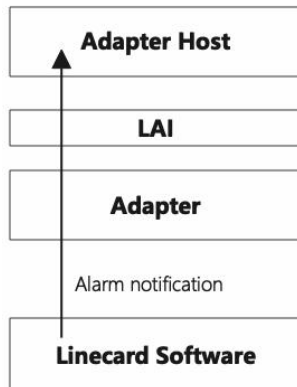 Adapter Host
LAI
Adapter
Alarm notification
Linecard Software